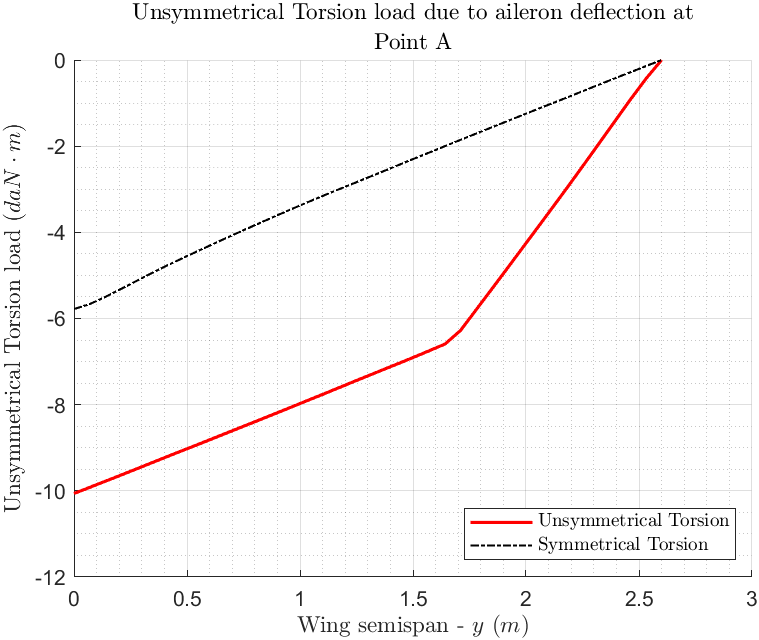 Unsymmetrical Torsion load due to aileron deflection at
Point A
Unsymmetrical Torsion load (daN · m)
0
-2
-4
-6
-8
-10
-12
Unsymmetrical Torsion
Symmetrical Torsion
0
0.5
1
1.5
2
2.5
3
Wing semispan - y (m)